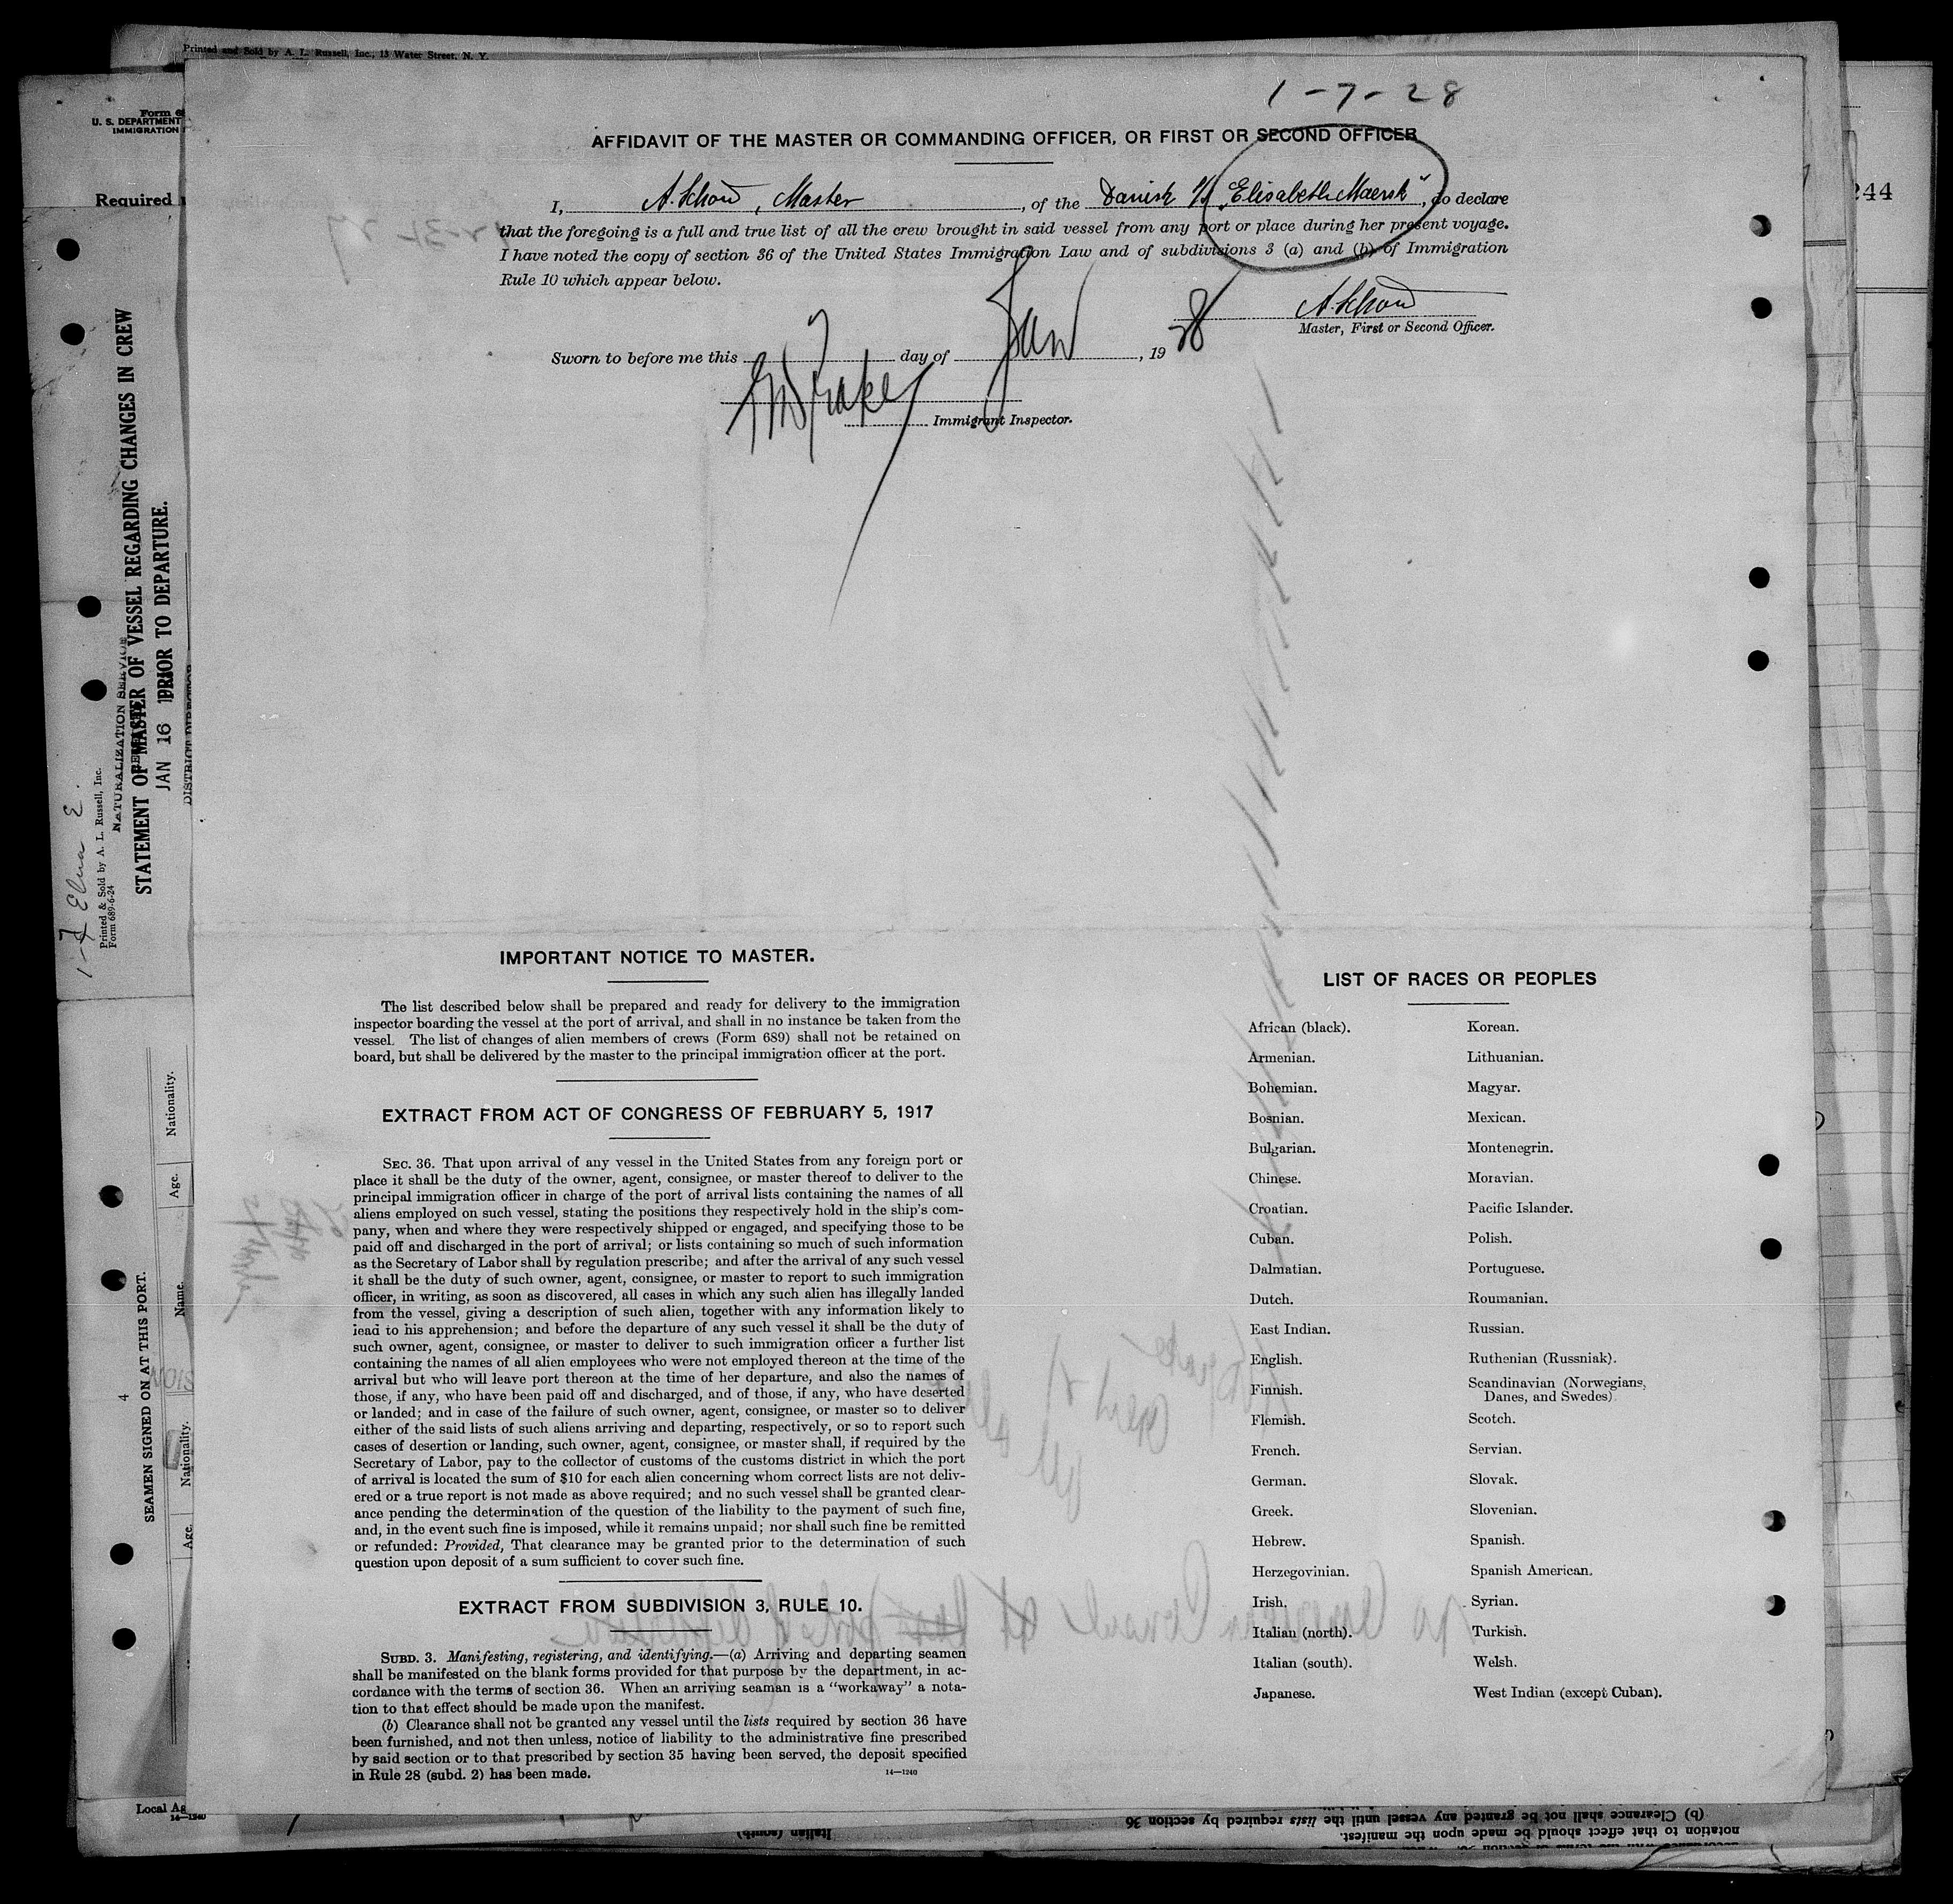 Printed and Sold by A. L. Russell, Inc., 13 Water Street, N. Y.
1-7-28
AFFIDAVIT OF THE MASTER OR COMMANDING OFFICER, OR FIRST OR SECOND OFFICER
I, A. Schow, Master, of the Danish "Elisabeth Maersk", do declare
that the foregoing is a full and true list of all the crew brought in said vessel from any port or place during her present voyage.
I have noted the copy of section 36 of the United States Immigration Law and of subdivisions 3 (a) and (b) of Immigration
Rule 10 which appear below.
A. Schow
Master, First or Second Officer.
Sworn to before me this 7 day of Jan, 1928
Immigrant Inspector.
IMPORTANT NOTICE TO MASTER.
The list described below shall be prepared and ready for delivery to the immigration
inspector boarding the vessel at the port of arrival, and shall in no instance be taken from the
vessel. The list of changes of alien members of crews (Form 689) shall not be retained on
board, but shall be delivered by the master to the principal immigration officer at the port.
EXTRACT FROM ACT OF CONGRESS OF FEBRUARY 5, 1917
SEC. 36. That upon arrival of any vessel in the United States from any foreign port or
place it shall be the duty of the owner, agent, consignee, or master thereof to deliver to the
principal immigration officer in charge of the port of arrival lists containing the names of all
aliens employed on such vessel, stating the positions they respectively hold in the ship's com-
pany, when and where they were respectively shipped or engaged, and specifying those to be
paid off and discharged in the port of arrival; or lists containing so much of such information
as the Secretary of Labor shall by regulation prescribe; and after the arrival of any such vessel
it shall be the duty of such owner, agent, consignee, or master to report to such immigration
officer, in writing, as soon as discovered, all cases in which any such alien has illegally landed
from the vessel, giving a description of such alien, together with any information likely to
lead to his apprehension; and before the departure of any such vessel it shall be the duty of
such owner, agent, consignee, or master to deliver to such immigration officer a further list
containing the names of all alien employees who were not employed thereon at the time of the
arrival but who will leave port thereon at the time of her departure, and also the names of
those, if any, who have been paid off and discharged, and of those, if any, who have deserted
or landed; and in case of the failure of such owner, agent, consignee, or master so to deliver
either of the said lists of such aliens arriving and departing, respectively, or so to report such
cases of desertion or landing, such owner, agent, consignee, or master shall, if required by the
Secretary of Labor, pay to the collector of customs of the customs district in which the port
of arrival is located the sum of $10 for each alien concerning whom correct lists are not deliv-
ered or a true report is not made as above required; and no such vessel shall be granted clear-
ance pending the determination of the question of the liability to the payment of such fine,
and, in the event such fine is imposed, while it remains unpaid; nor shall such fine be remitted
or refunded: Provided, That clearance may be granted prior to the determination of such
question upon deposit of a sum sufficient to cover such fine.
EXTRACT FROM SUBDIVISION 3, RULE 10.
SUBD. 3. Manifesting, registering, and identifying.—(a) Arriving and departing seamen
shall be manifested on the blank forms provided for that purpose by the department, in ac-
cordance with the terms of section 36. When an arriving seaman is a "workaway" a nota-
tion to that effect should be made upon the manifest.
(b) Clearance shall not be granted any vessel until the lists required by section 36 have
been furnished, and not then unless, notice of liability to the administrative fine prescribed
by said section or to that prescribed by section 35 having been served, the deposit specified
in Rule 28 (subd. 2) has been made.
14—1240
LIST OF RACES OR PEOPLES
African (black).
Armenian.
Bohemian.
Bosnian.
Bulgarian.
Chinese.
Croatian.
Cuban.
Dalmatian.
Dutch.
East Indian.
English.
Finnish.
Flemish.
French.
German.
Greek.
Hebrew.
Herzegovinian.
Irish.
Italian (north).
Italian (south).
Japanese.
Korean.
Lithuanian.
Magyar.
Mexican.
Montenegrin.
Moravian.
Pacific Islander.
Polish.
Portuguese.
Roumanian.
Russian.
Ruthenian (Russniak).
Scandinavian (Norwegians,
Danes, and Swedes)
Scotch.
Servian.
Slovak.
Slovenian.
Spanish.
Spanish American.
Syrian.
Turkish.
Welsh.
West Indian (except Cuban).
U. S. DEPARTMENT
IMMIGRATION
Required
244
STATEMENT OF MASTER OF VESSEL REGARDING CHANGES IN CREW
PRIOR TO DEPARTURE.
NATURALIZATION SERVICE
JAN 16
DISTRICT DIRECTOR
Printed & Sold by A. L. Russell, Inc.
Form 689-6-24
Nationality.
Age.
Name.
4
SEAMEN SIGNED ON AT THIS PORT.
Nationality.
Age.
14—1240
Italian (south)
(b) Clearance shall not be granted any vessel until the lists required by section 36
notation to that effect should be made upon the manifest.